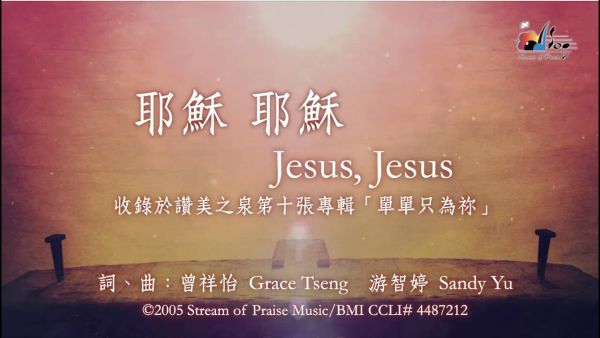 Stream of Praise
耶穌 耶穌
Jesus, Jesus
收錄於讚美之泉第十張專輯「單單只為祢」
詞、曲：曾祥怡 Grace Tseng 游智婷 Sandy Yu
©2005 Stream of Praise Music/BMI CCLI# 4487212